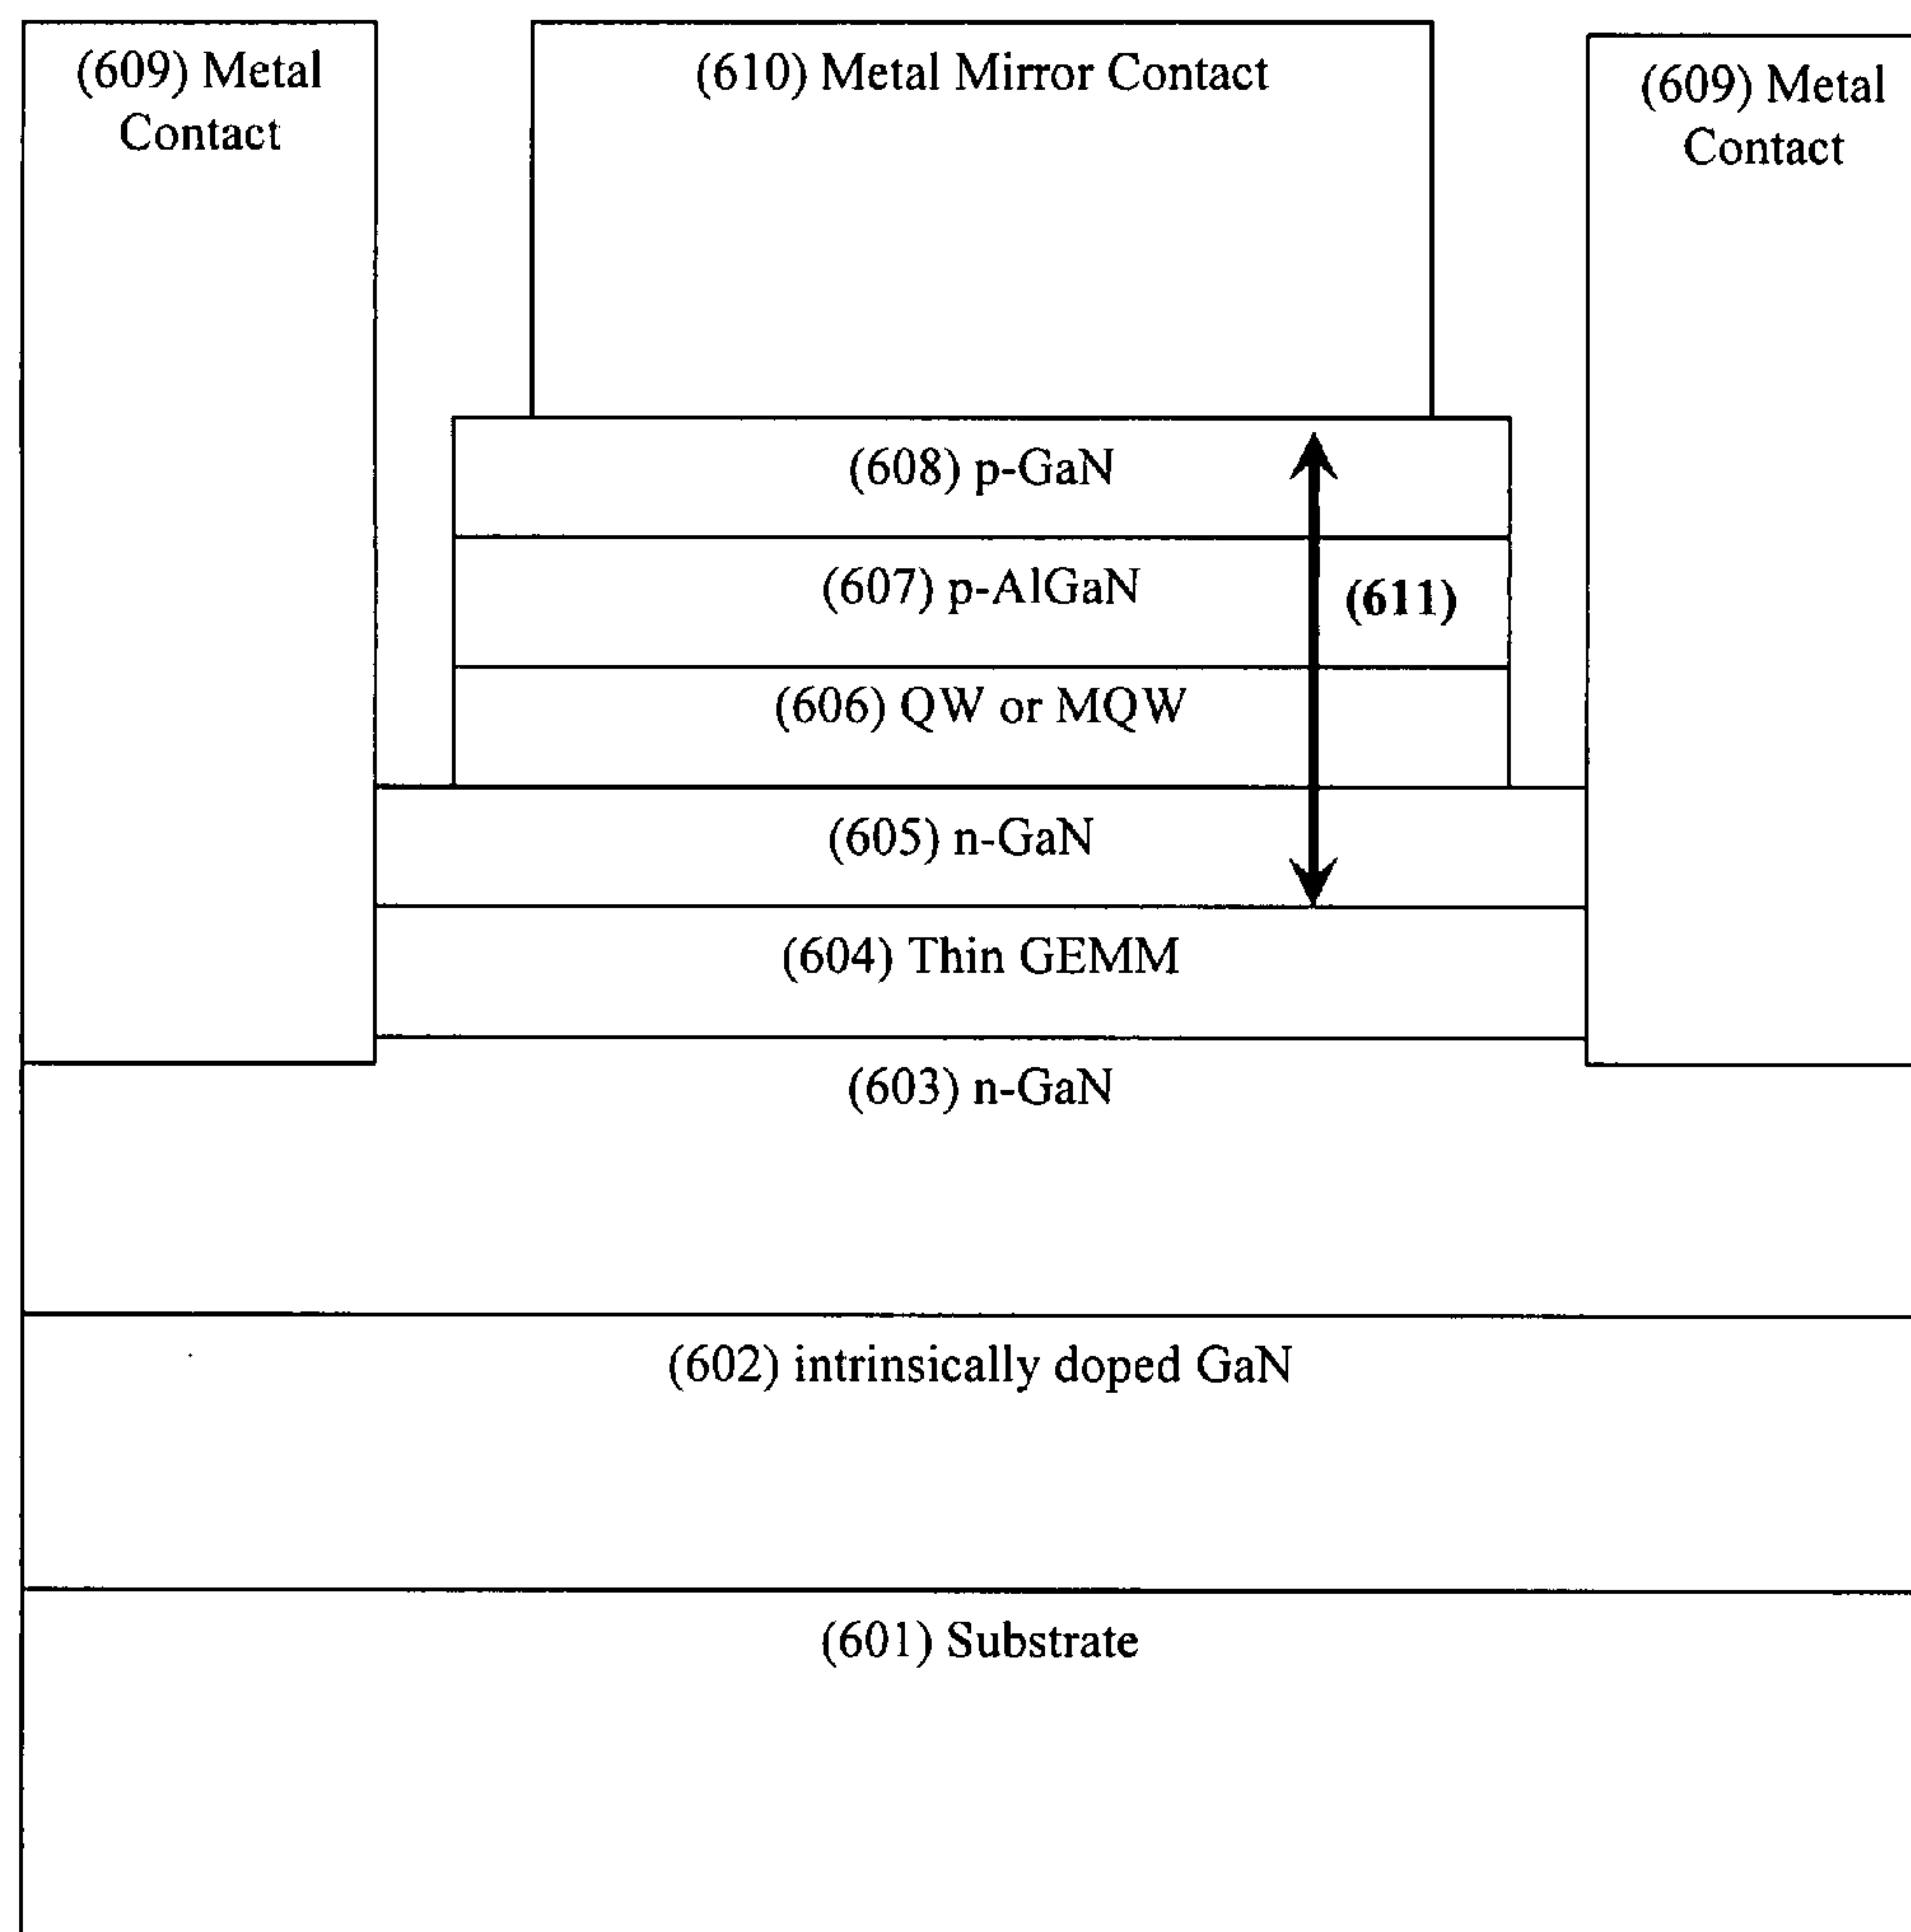 (609) Metal
Contact
(610) Metal Mirror Contact
(609) Metal
Contact
(608) p-GaN
(607) p-AlGaN
(611)
(606) QW or MQW
(605) n-GaN
(604) Thin GEMM
(603) n-GaN
(602) intrinsically doped GaN
(601) Substrate